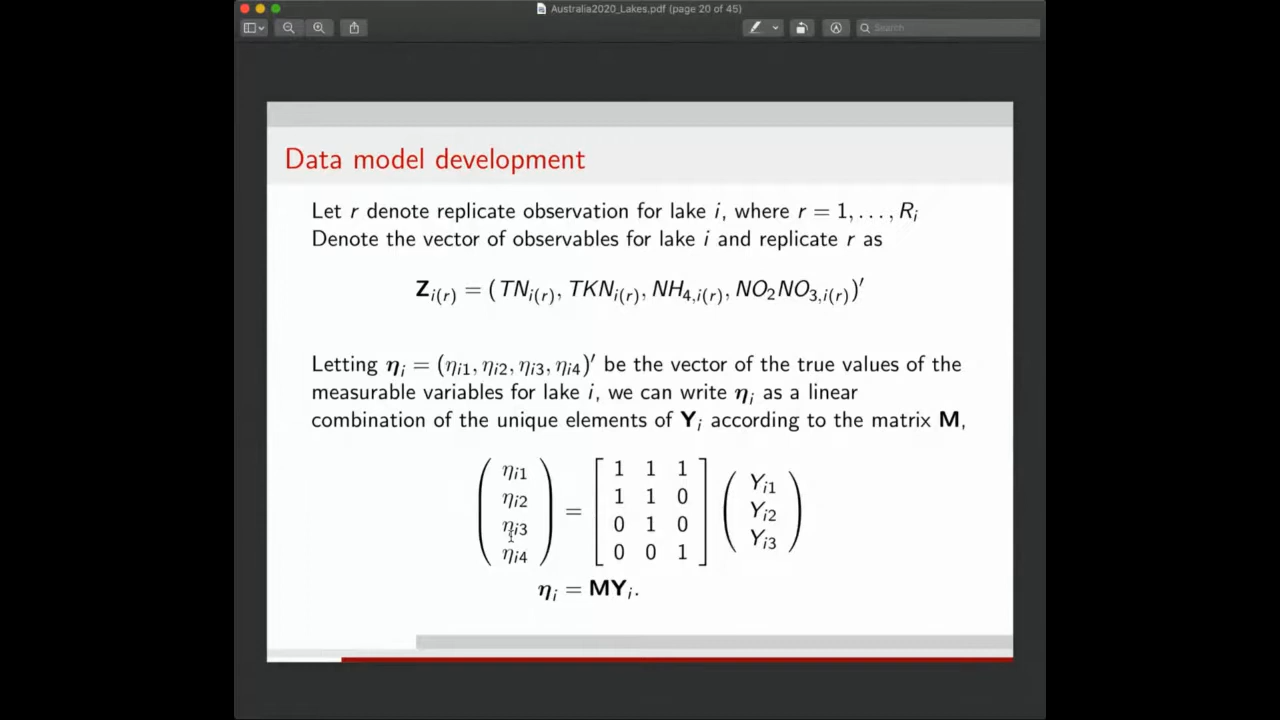 Australia2020_Lakes.pdf (page 20 of 45)
Search
Data model development
Let r denote replicate observation for lake i, where r = 1, . . . , Rᵢ
Denote the vector of observables for lake i and replicate r as
Z_{i(r)} = (TN_{i(r)}, TKN_{i(r)}, NH_{4,i(r)}, NO₂NO_{3,i(r)})′
Letting η_i = (η_{i1}, η_{i2}, η_{i3}, η_{i4})′ be the vector of the true values of the
measurable variables for lake i, we can write η_i as a linear
combination of the unique elements of Y_i according to the matrix M,
( η_{i1} η_{i2} η_{i3} η_{i4} ) = [ 1 1 1 ; 1 1 0 ; 0 1 0 ; 0 0 1 ] ( Y_{i1} Y_{i2} Y_{i3} )
η_i = MY_i.